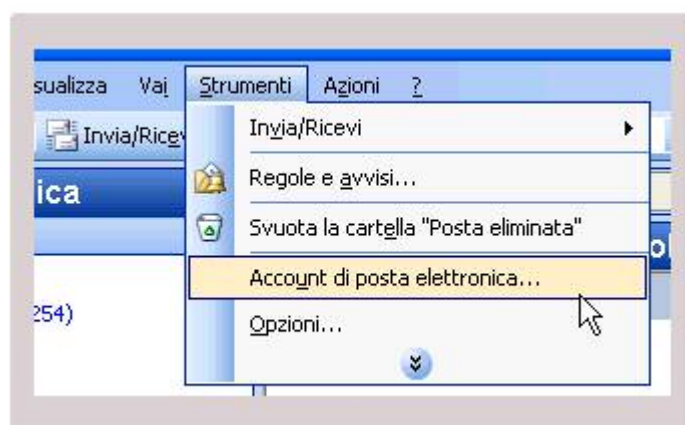 sualizza Vai Strumenti Azioni ?
Invia/Ricev Invia/Ricevi
ica Regole e avvisi...
Svuota la cartella "Posta eliminata"
Account di posta elettronica...
254) Opzioni...